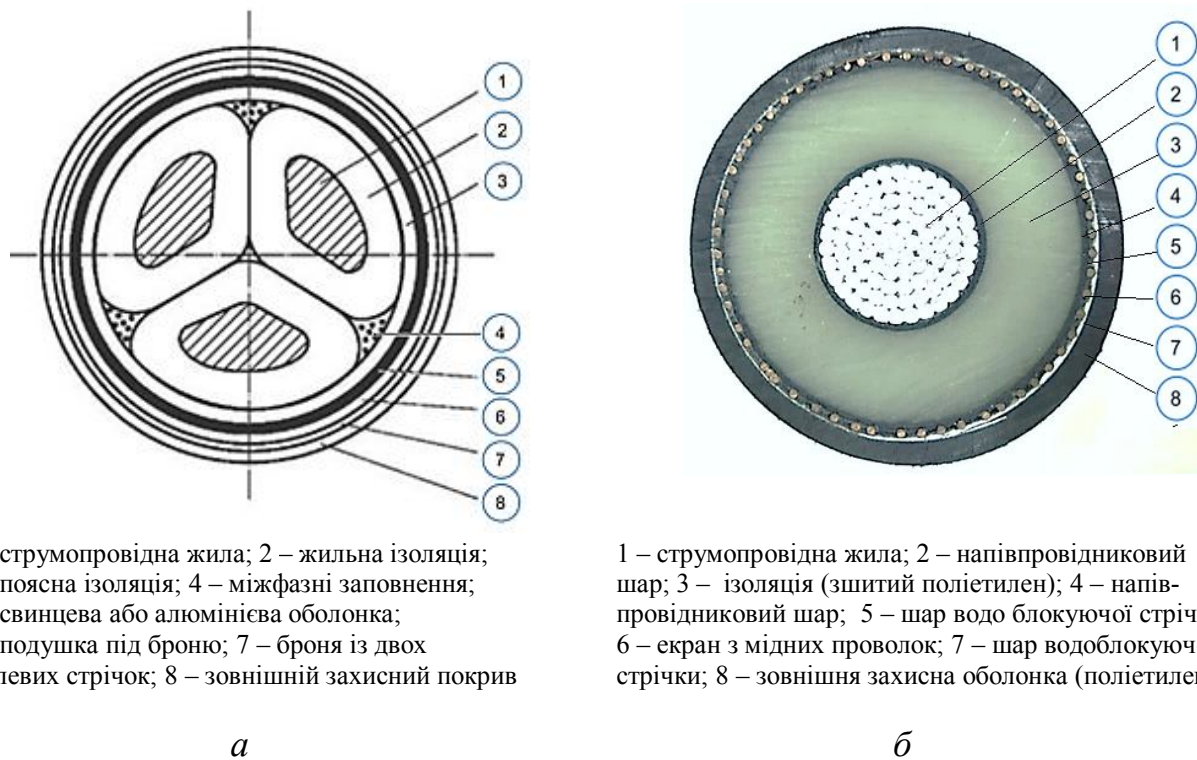 1
2
3
4
5
6
7
8
1
2
3
4
5
6
7
8
струмопровідна жила; 2 – жильна ізоляція;
поясна ізоляція; 4 – міжфазні заповнення;
свинцева або алюмінієва оболонка;
подушка під броню; 7 – броня із двох
левих стрічок; 8 – зовнішній захисний покрив
1 – струмопровідна жила; 2 – напівпровідниковий
шар; 3 – ізоляція (зшитий поліетилен); 4 – напів-
провідниковий шар; 5 – шар водо блокуючої стріч
6 – екран з мідних проволок; 7 – шар водоблокуюч
стрічки; 8 – зовнішня захисна оболонка (поліетилен
а
б